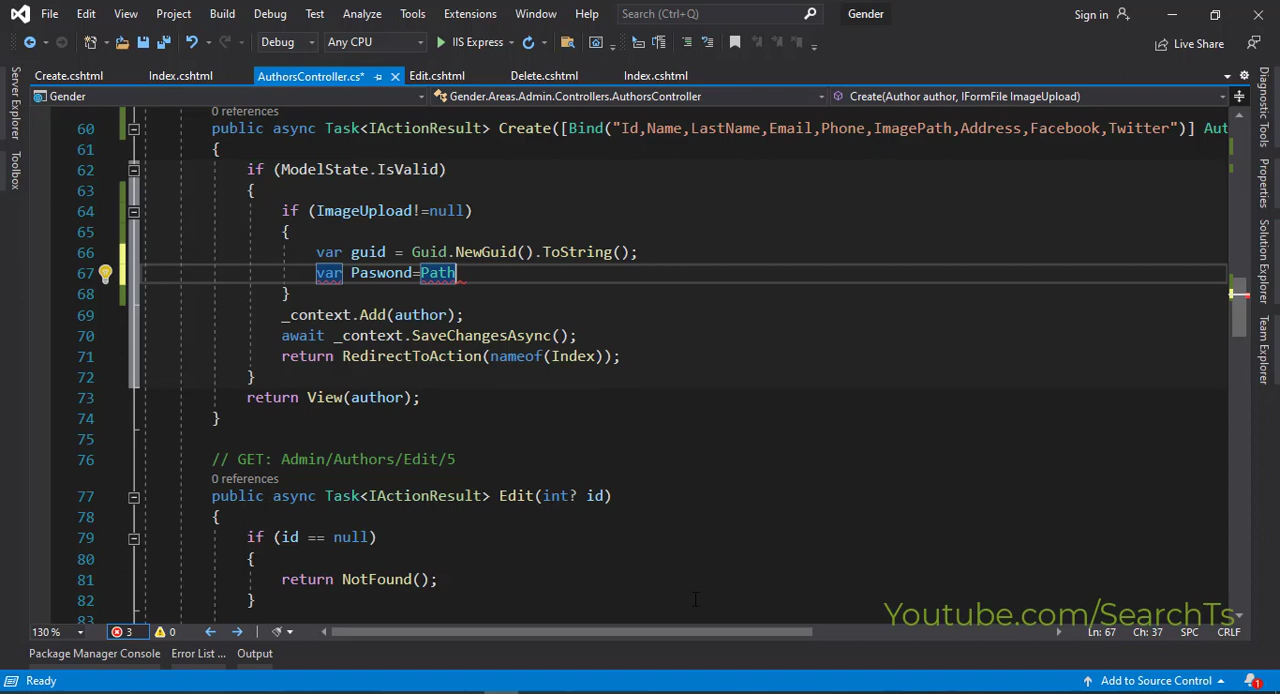 File Edit View Project Build Debug Test Analyze Tools Extensions Window Help Search (Ctrl+Q) Gender Sign in
Debug Any CPU IIS Express Live Share
Create.cshtml Index.cshtml AuthorsController.cs* Edit.cshtml Delete.cshtml Index.cshtml
Gender Gender.Areas.Admin.Controllers.AuthorsController Create(Author author, IFormFile ImageUpload)
Server Explorer
Toolbox
Diagnostic Tools
Properties
Solution Explorer
Team Explorer
0 references
60 public async Task<IActionResult> Create([Bind("Id,Name,LastName,Email,Phone,ImagePath,Address,Facebook,Twitter")] Aut
61 {
62 if (ModelState.IsValid)
63 {
64 if (ImageUpload!=null)
65 {
66 var guid = Guid.NewGuid().ToString();
67 var Paswond=Path
68 }
69 _context.Add(author);
70 await _context.SaveChangesAsync();
71 return RedirectToAction(nameof(Index));
72 }
73 return View(author);
74 }
75
76 // GET: Admin/Authors/Edit/5
0 references
77 public async Task<IActionResult> Edit(int? id)
78 {
79 if (id == null)
80 {
81 return NotFound();
82 }
83
Youtube.com/SearchTs
130 % 3 0 Ln: 67 Ch: 37 SPC CRLF
Package Manager Console Error List ... Output
Ready Add to Source Control 1